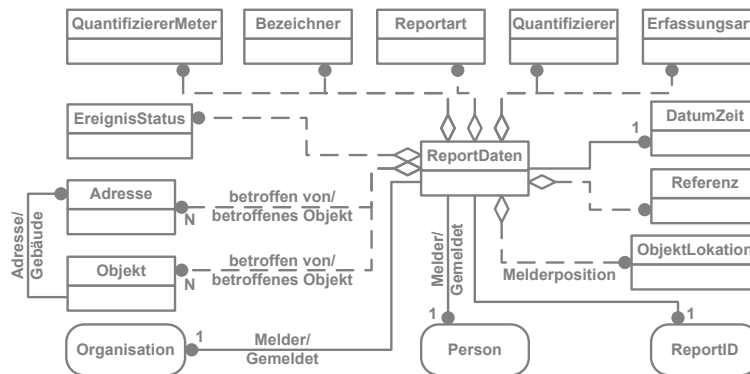 QuantifiziererMeter
Bezeichner
Reportart
Quantifizierer
Erfassungsart
EreignisStatus
ReportDaten
1
DatumZeit
Adresse
N
betroffen von/
betroffenes Objekt
Referenz
Adresse/
Gebäude
Objekt
N
betroffen von/
betroffenes Objekt
Melder/
Gemeldet
Melderposition
ObjektLokation
Organisation
1
Melder/
Gemeldet
1
Person
1
ReportID